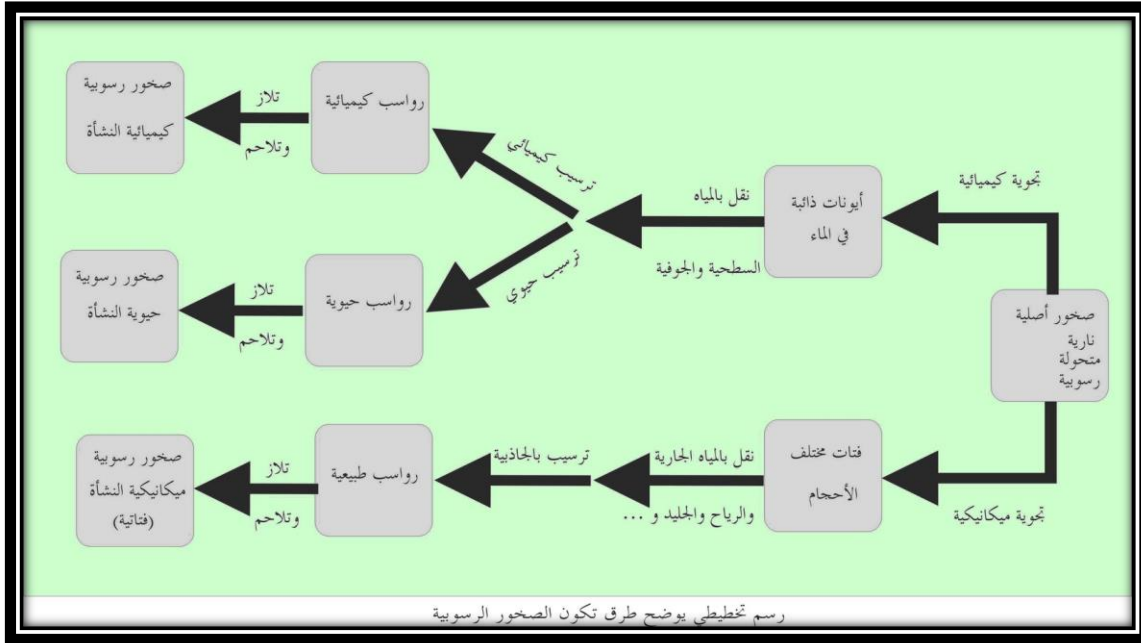 صخور أصلية
نارية
متحولة
رسوبية
تجوية كيميائية
أيونات ذائبة
في الماء
نقل بالمياه
السطحية والجوفية
ترسيب كيميائي
رواسب كيميائية
تلاز
وتلاحم
صخور رسوبية
كيميائية النشأة
ترسيب حيوي
رواسب حيوية
تلاز
وتلاحم
صخور رسوبية
حيوية النشأة
تجوية ميكانيكية
فتات مختلف
الأحجام
نقل بالمياه الجارية
والرياح والجليد و ...
ترسيب بالجاذبية
رواسب طبيعية
تلاز
وتلاحم
صخور رسوبية
ميكانيكية النشأة
(فتاتية)
رسم تخطيطي يوضح طرق تكون الصخور الرسوبية